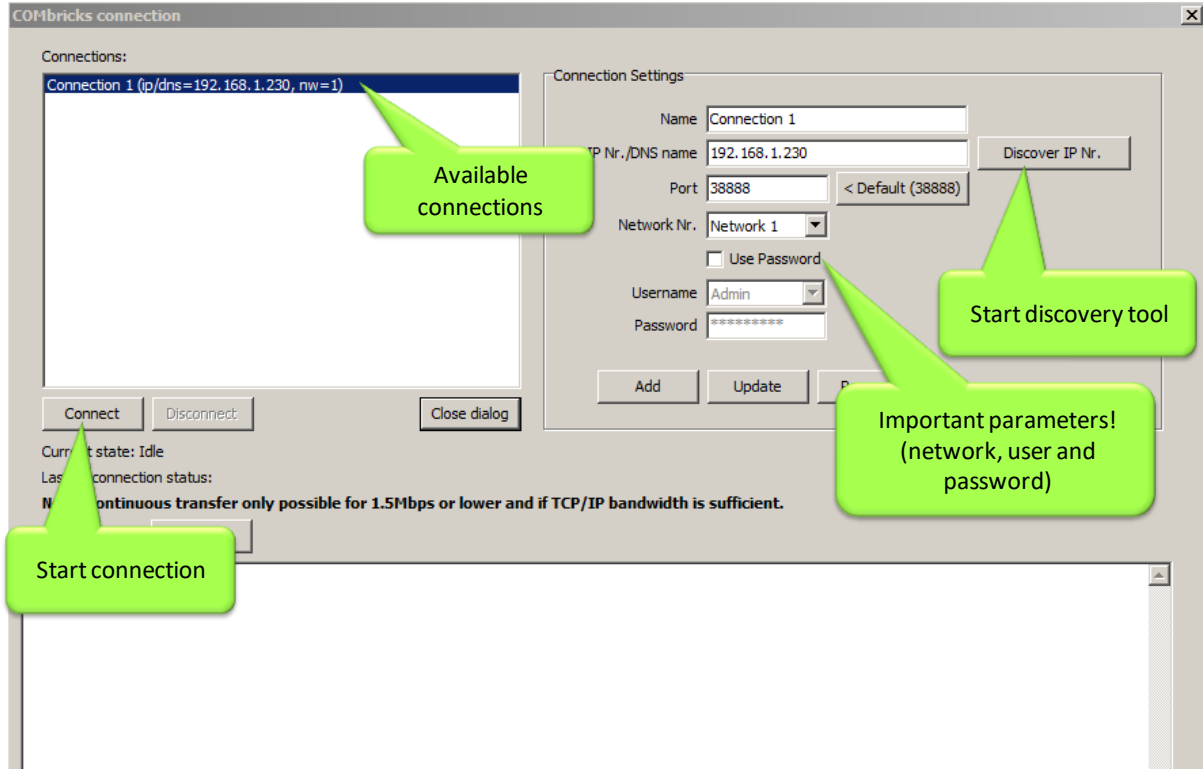 COMbricks connection
Connections:
Connection 1 (ip/dns=192.168.1.230, nw=1)
Available
connections
Connection Settings
Name Connection 1
IP Nr./DNS name 192.168.1.230 Discover IP Nr.
Port 38888 < Default (38888)
Network Nr. Network 1
Use Password
Username Admin
Password *********
Start discovery tool
Add Update
Important parameters!
(network, user and
password)
Connect Disconnect Close dialog
state: Idle
connection status:
transfer only possible for 1.5Mbps or lower and if TCP/IP bandwidth is sufficient.
Start connection